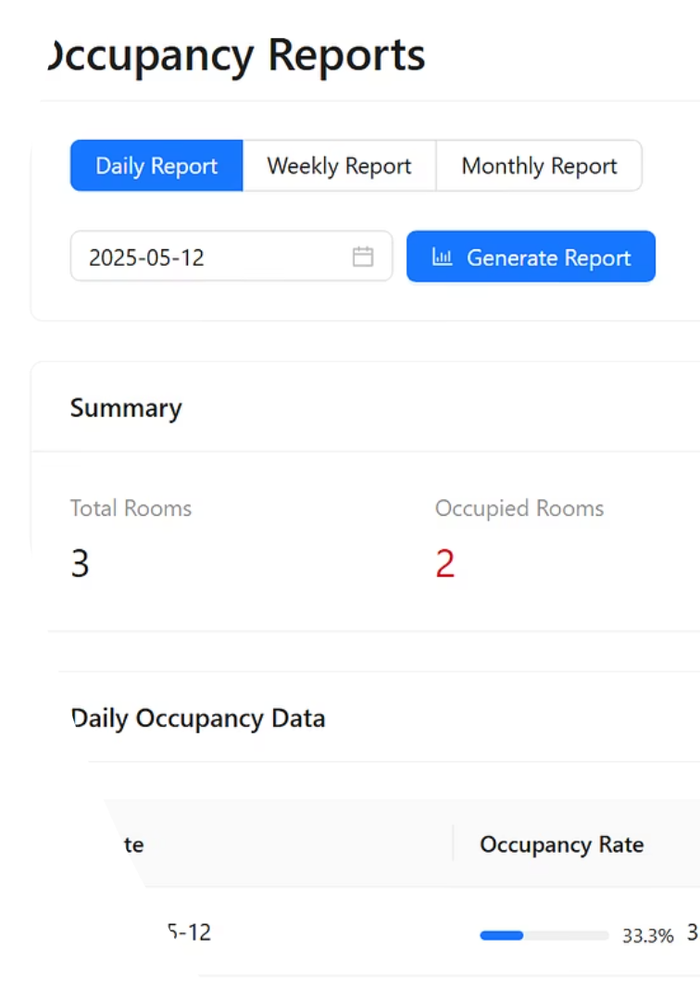 Occupancy Reports
Daily Report Weekly Report Monthly Report
2025-05-12 Generate Report
Summary
Total Rooms Occupied Rooms
3 2
Daily Occupancy Data
te Occupancy Rate
5-12 33.3% 3